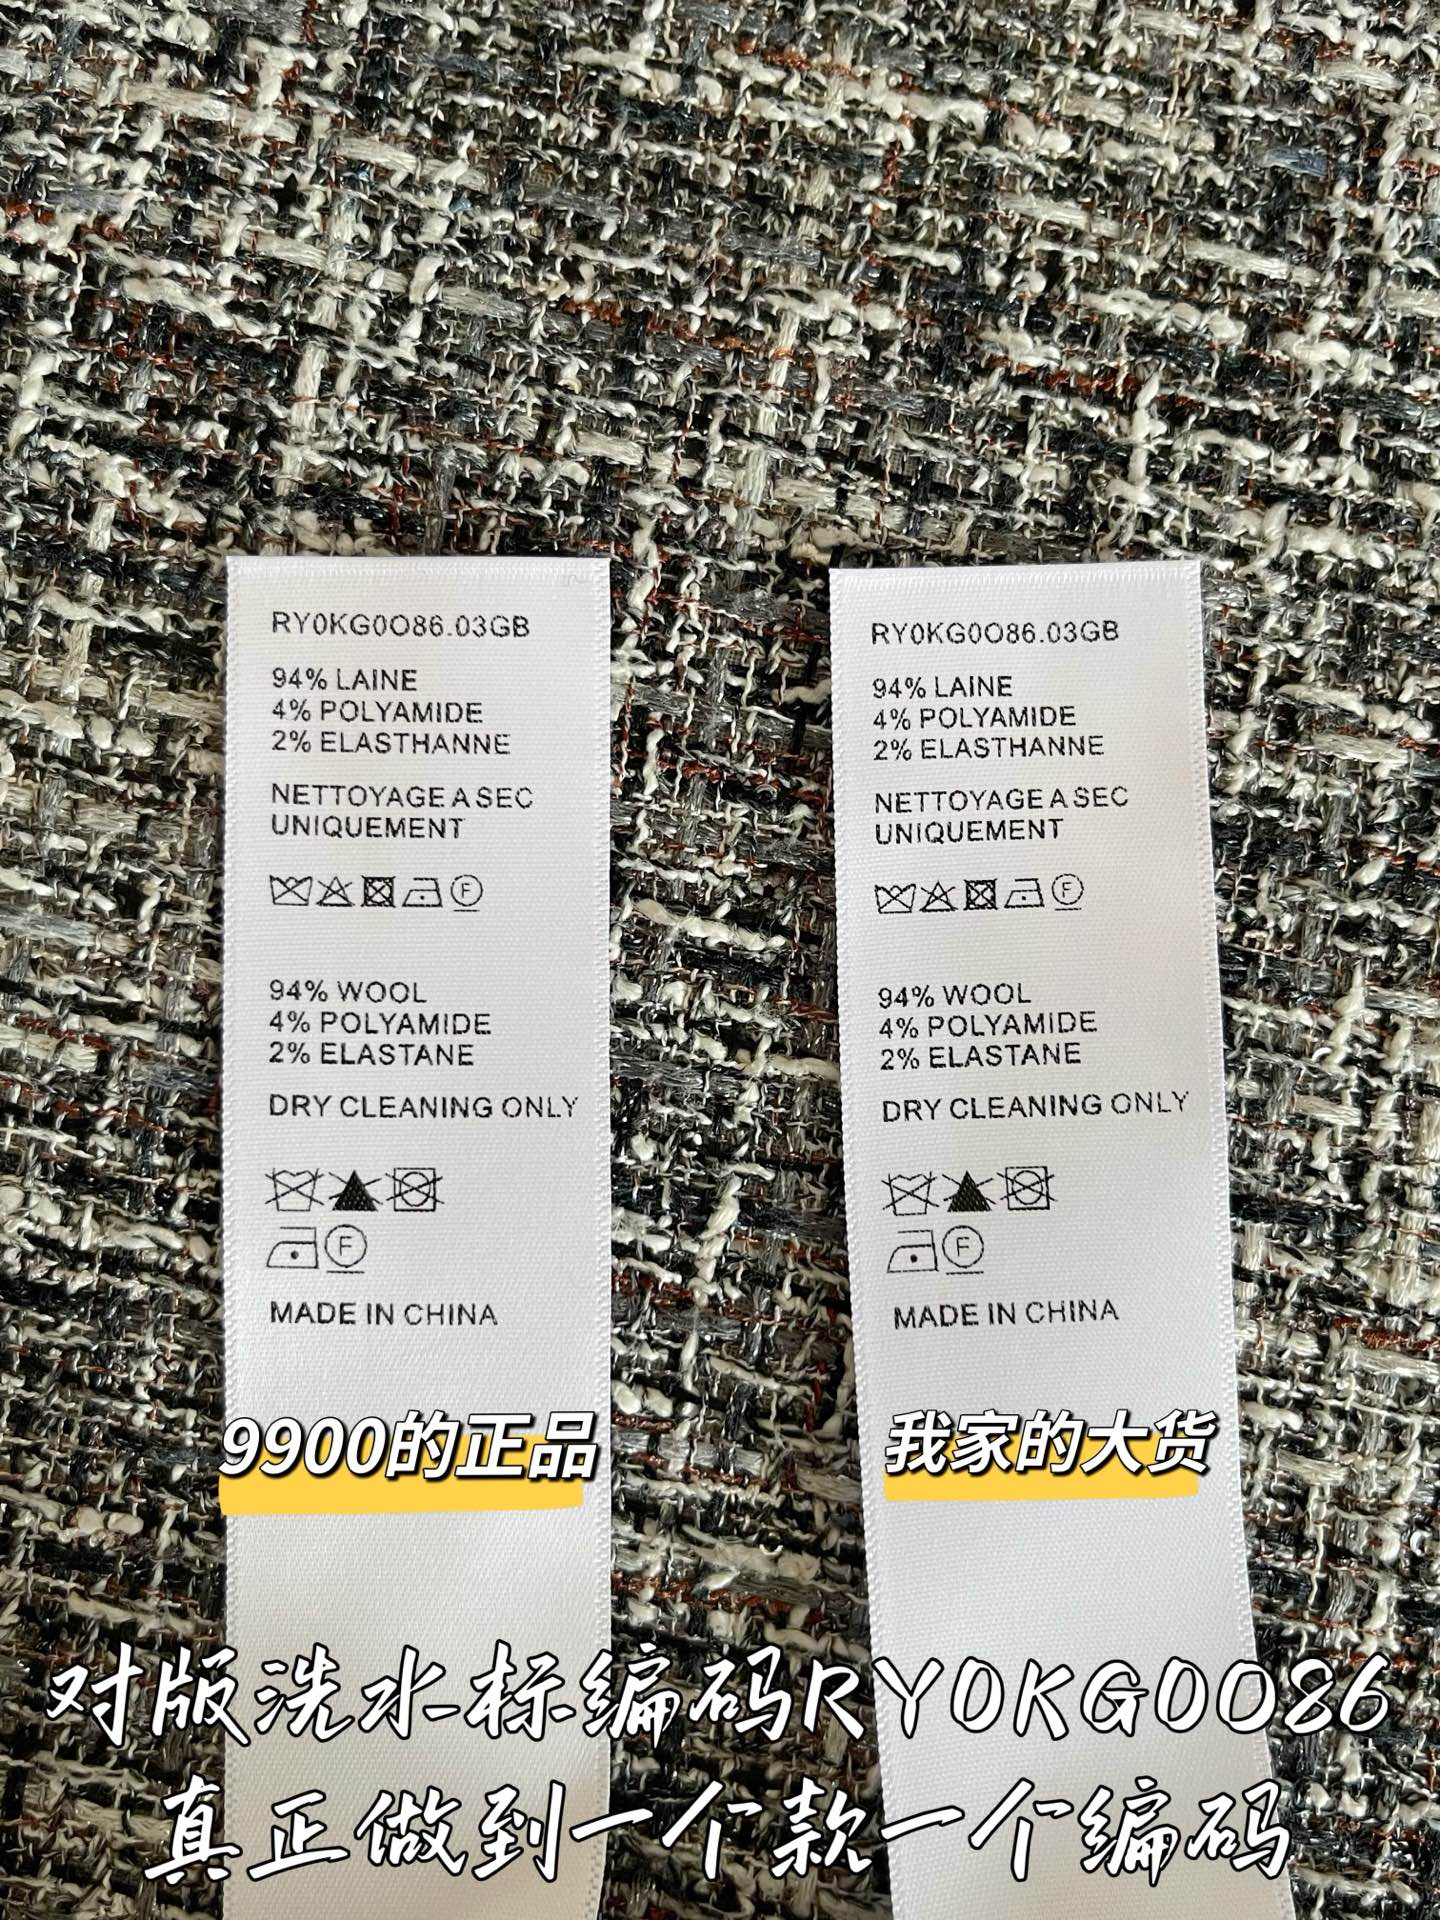 RY0KG0O86.03GB
94% LAINE
4% POLYAMIDE
2% ELASTHANNE
NETTOYAGE A SEC
UNIQUEMENT
F
94% WOOL
4% POLYAMIDE
2% ELASTANE
DRY CLEANING ONLY
F
MADE IN CHINA
9900的正品
RY0KG0O86.03GB
94% LAINE
4% POLYAMIDE
2% ELASTHANNE
NETTOYAGE A SEC
UNIQUEMENT
F
94% WOOL
4% POLYAMIDE
2% ELASTANE
DRY CLEANING ONLY
F
MADE IN CHINA
我家的大货
对版洗水标编码RY0KG0O86
真正做到一个款一个编码